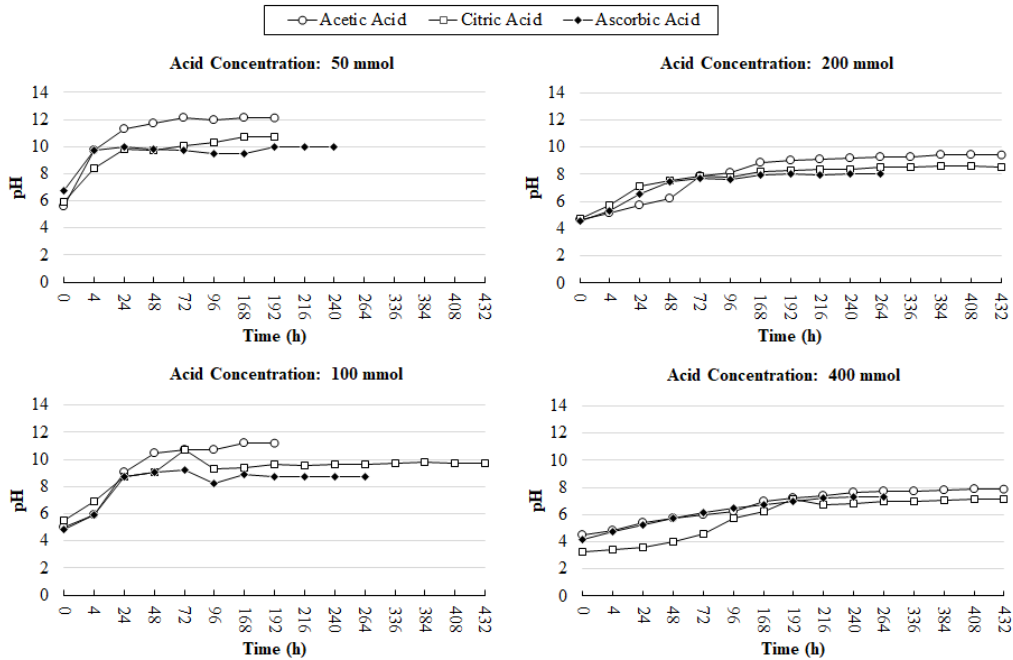 Acetic Acid Citric Acid Ascorbic Acid
Acid Concentration: 50 mmol
14
12
10
8
6
4
2
0
pH
0 4 24 48 72 96 168 192 216 240 264 336 384 408 432
Time (h)
Acid Concentration: 200 mmol
14
12
10
8
6
4
2
0
pH
0 4 24 48 72 96 168 192 216 240 264 336 384 408 432
Time (h)
Acid Concentration: 100 mmol
14
12
10
8
6
4
2
0
pH
0 4 24 48 72 96 168 192 216 240 264 336 384 408 432
Time (h)
Acid Concentration: 400 mmol
14
12
10
8
6
4
2
0
pH
0 4 24 48 72 96 168 192 216 240 264 336 384 408 432
Time (h)